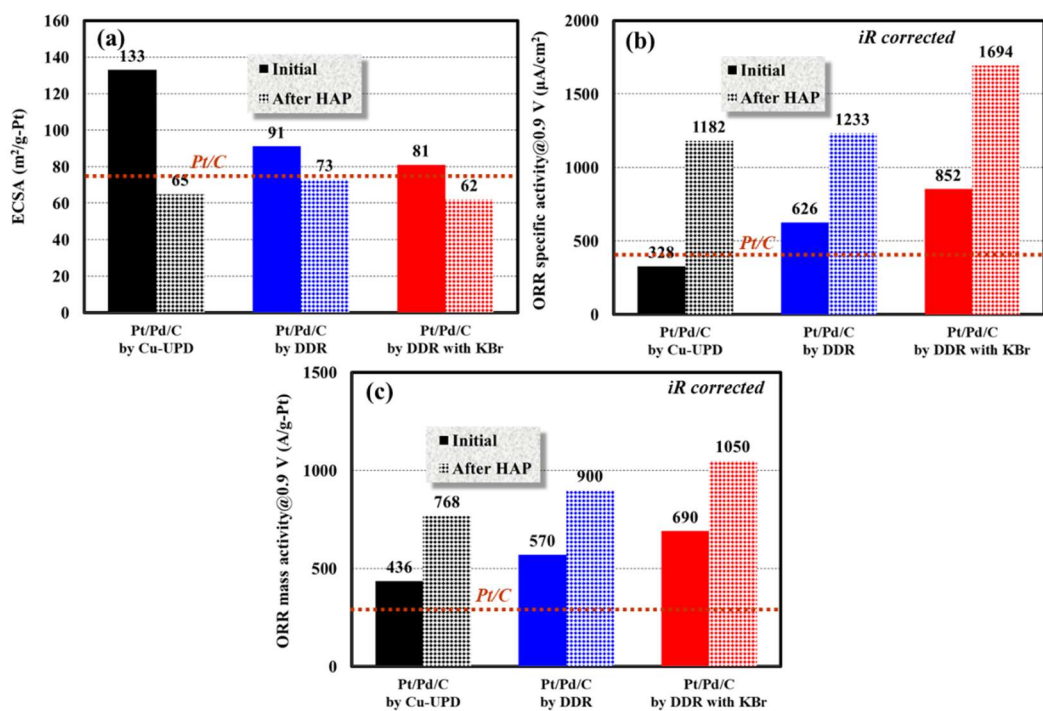 (a)
ECSA (m²/g-Pt)
160
140
120
100
80
60
40
20
0
Initial
After HAP
133
65
91
73
81
62
Pt/C
Pt/Pd/C
by Cu-UPD
Pt/Pd/C
by DDR
Pt/Pd/C
by DDR with KBr
(b)
iR corrected
ORR specific activity@0.9 V (μA/cm²)
2000
1500
1000
500
0
Initial
After HAP
328
1182
626
1233
852
1694
Pt/C
Pt/Pd/C
by Cu-UPD
Pt/Pd/C
by DDR
Pt/Pd/C
by DDR with KBr
(c)
iR corrected
ORR mass activity@0.9 V (A/g-Pt)
1500
1000
500
0
Initial
After HAP
436
768
570
900
690
1050
Pt/C
Pt/Pd/C
by Cu-UPD
Pt/Pd/C
by DDR
Pt/Pd/C
by DDR with KBr